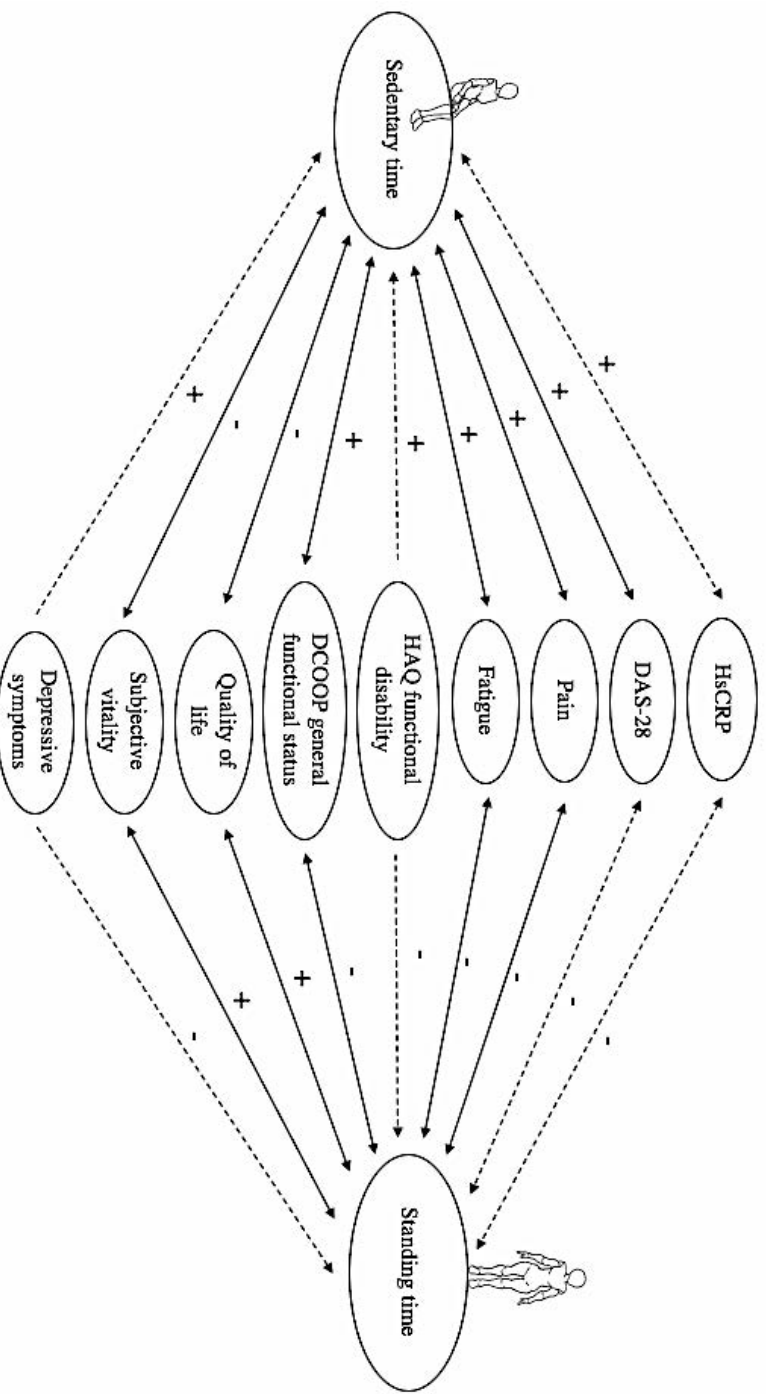 Sedentary time
+
+
+
+
+
+
-
-
+
HsCRP
DAS-28
Pain
Fatigue
HAQ functional
disability
DCOOP general
functional status
Quality of
life
Subjective
vitality
Depressive
symptoms
-
-
-
-
-
-
+
+
-
Standing time